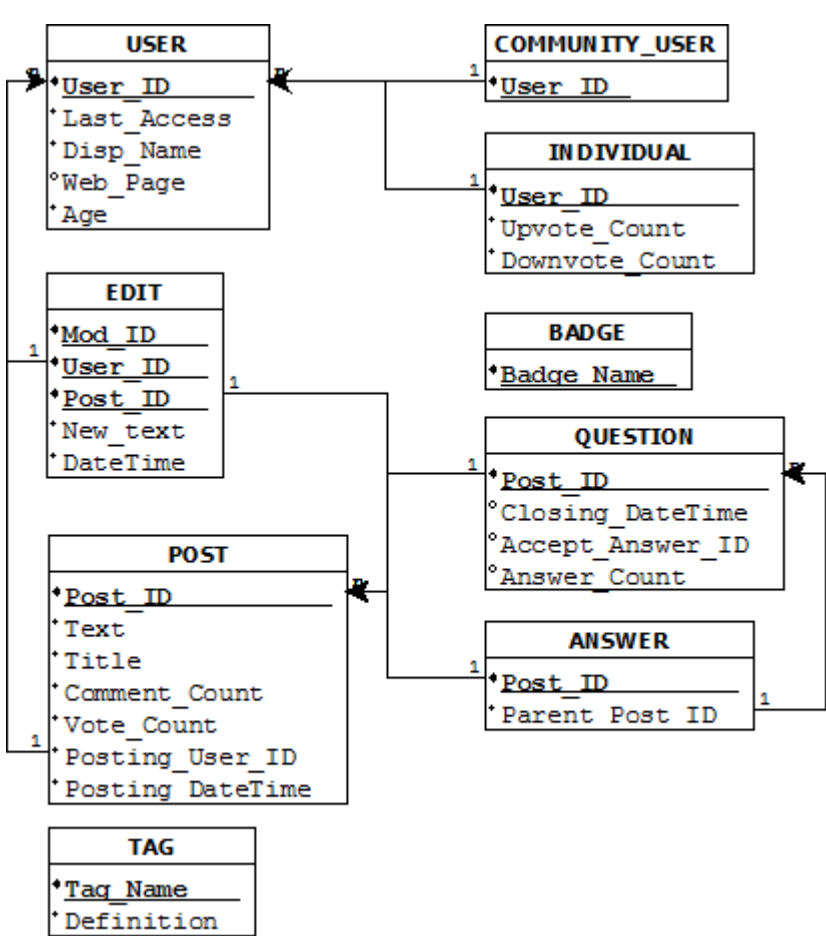 USER
User_ID
Last_Access
Disp_Name
Web_Page
Age
COMMUNITY_USER
1
User_ID
INDIVIDUAL
1
User_ID
Upvote_Count
Downvote_Count
EDIT
Mod_ID
1
User_ID
1
Post_ID
New_text
DateTime
BADGE
Badge_Name
QUESTION
1
Post_ID
Closing_DateTime
Accept_Answer_ID
Answer_Count
POST
Post_ID
Text
Title
Comment_Count
Vote_Count
1
Posting_User_ID
Posting_DateTime
ANSWER
1
Post_ID
1
Parent_Post_ID
TAG
Tag_Name
Definition